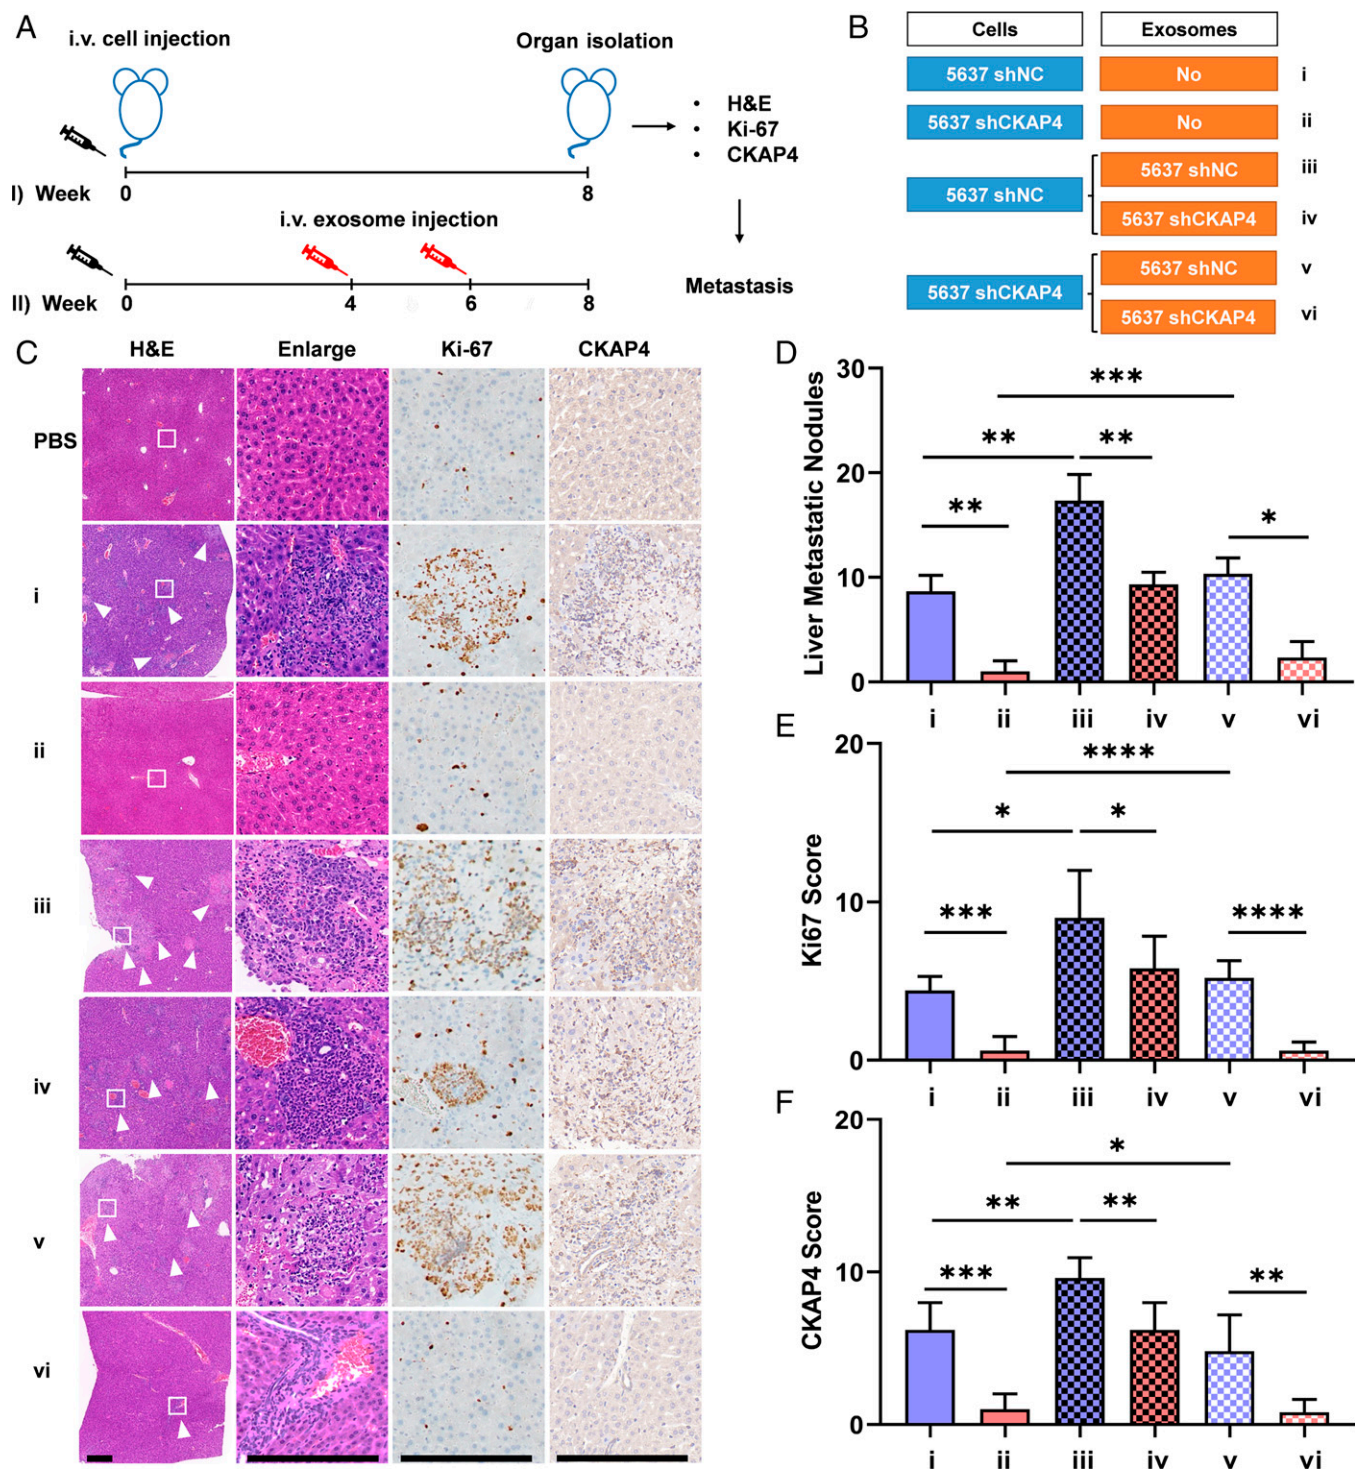 A
i.v. cell injection
Organ isolation
• H&E
• Ki-67
• CKAP4
I) Week 0 8
i.v. exosome injection
II) Week 0 4 6 8
Metastasis
B
Cells Exosomes
5637 shNC No i
5637 shCKAP4 No ii
5637 shNC
5637 shNC iii
5637 shCKAP4 iv
5637 shCKAP4
5637 shNC v
5637 shCKAP4 vi
C
H&E Enlarge Ki-67 CKAP4
PBS
i
ii
iii
iv
v
vi
D
Liver Metastatic Nodules
30
20
10
0
***
** **
**
*
i ii iii iv v vi
E
Ki67 Score
20
10
0
****
* *
*** ****
i ii iii iv v vi
F
CKAP4 Score
20
10
0
*
** **
*** **
i ii iii iv v vi